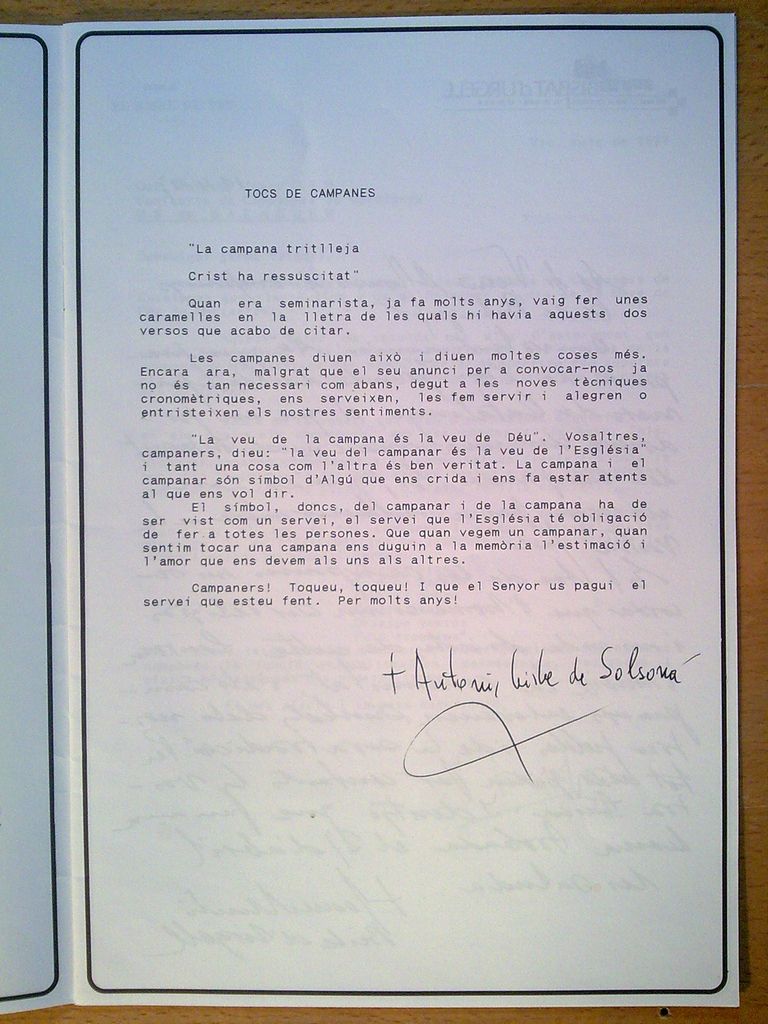 TOCS DE CAMPANES
"La campana tritlleja
Crist ha ressuscitat"
Quan era seminarista, ja fa molts anys, vaig fer unes
caramelles en la lletra de les quals hi havia aquests dos
versos que acabo de citar.
Les campanes diuen això i diuen moltes coses més.
Encara ara, malgrat que el seu anunci per a convocar-nos ja
no és tan necessari com abans, degut a les noves tècniques
cronomètriques, ens serveixen, les fem servir i alegren o
entristeixen els nostres sentiments.
"La veu de la campana és la veu de Déu". Vosaltres,
campaners, dieu: "la veu del campanar és la veu de l'Església"
i tant una cosa com l'altra és ben veritat. La campana i el
campanar són símbol d'Algú que ens crida i ens fa estar atents
al que ens vol dir.
El símbol, doncs, del campanar i de la campana ha de
ser vist com un servei, el servei que l'Església té obligació
de fer a totes les persones. Que quan vegem un campanar, quan
sentim tocar una campana ens duguin a la memòria l'estimació i
l'amor que ens devem als uns als altres.
Campaners! Toqueu, toqueu! I que el Senyor us pagui el
servei que esteu fent. Per molts anys!
+ Antoni, bisbe de Solsona